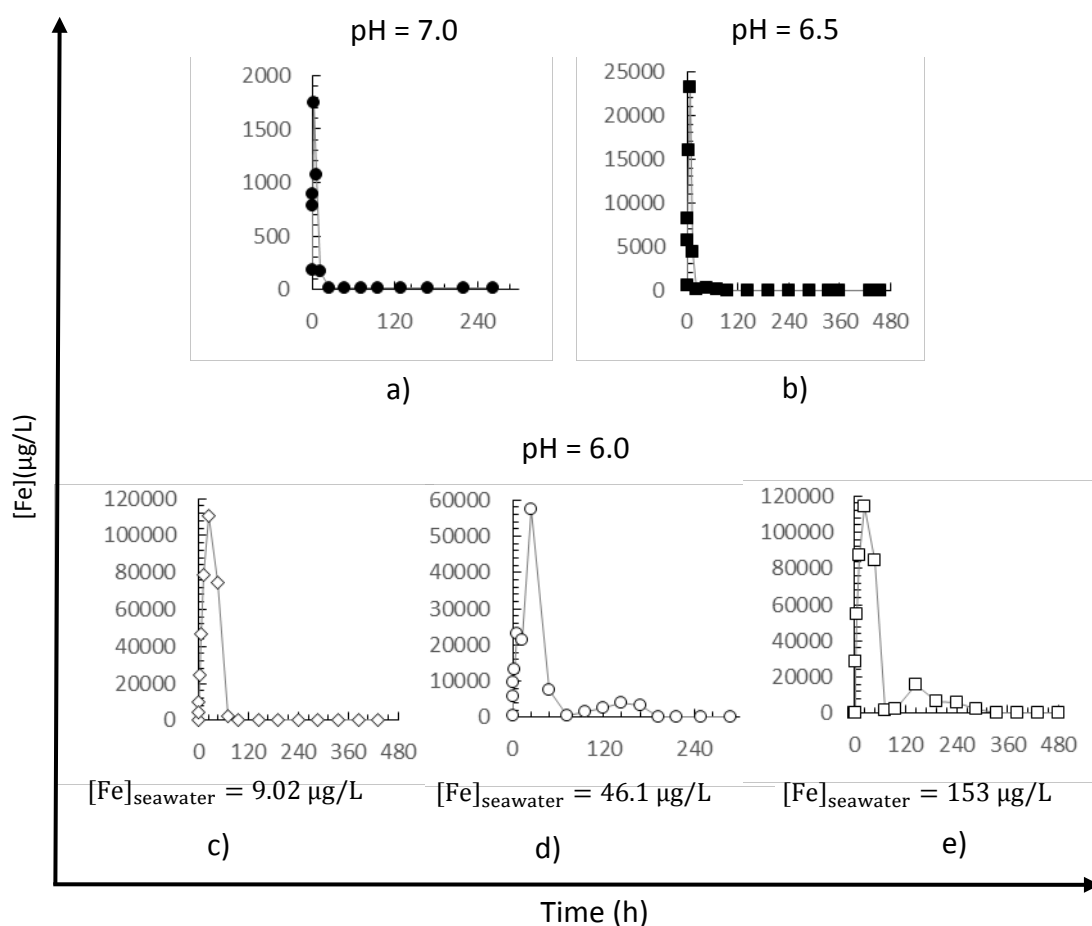 pH = 7.0
pH = 6.5
2000
1500
1000
500
0
0 120 240
a)
25000
20000
15000
10000
5000
0
0 120 240 360 480
b)
[Fe](µg/L)
pH = 6.0
120000
100000
80000
60000
40000
20000
0
0 120 240 360 480
[Fe]seawater = 9.02 µg/L
c)
60000
50000
40000
30000
20000
10000
0
0 120 240
[Fe]seawater = 46.1 µg/L
d)
120000
100000
80000
60000
40000
20000
0
0 120 240 360 480
[Fe]seawater = 153 µg/L
e)
Time (h)